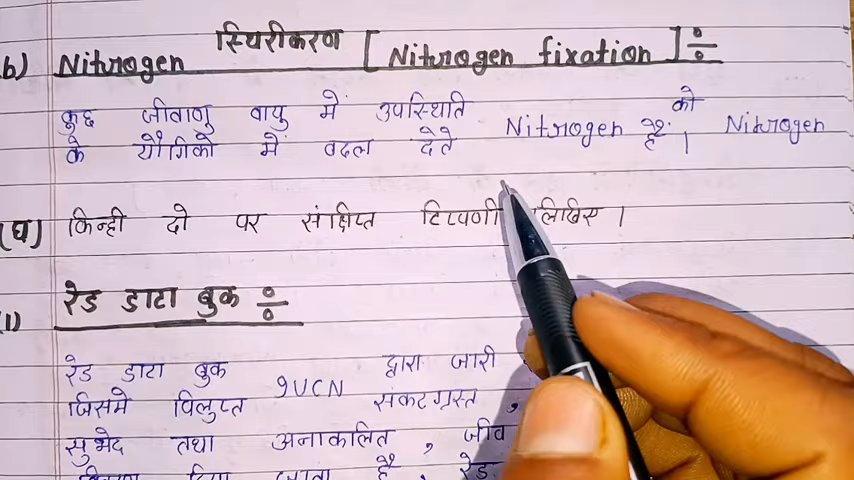 b) Nitrogen स्थिरीकरण [ Nitrogen fixation ] ÷
कुछ जीवाणु वायु में उपस्थिति Nitrogen को Nitrogen
के यौगिको में बदल देते है |
(घ) किन्ही दो पर संक्षिप्त टिप्पणी लिखिए |
(1) रेड डाटा बुक ÷
रेड डाटा बुक IUCN द्वारा जारी
जिसमे विलुप्त संकटग्रस्त ,
सुभेद तथा अनाकलित , जीव
दिया जाता है , रेड